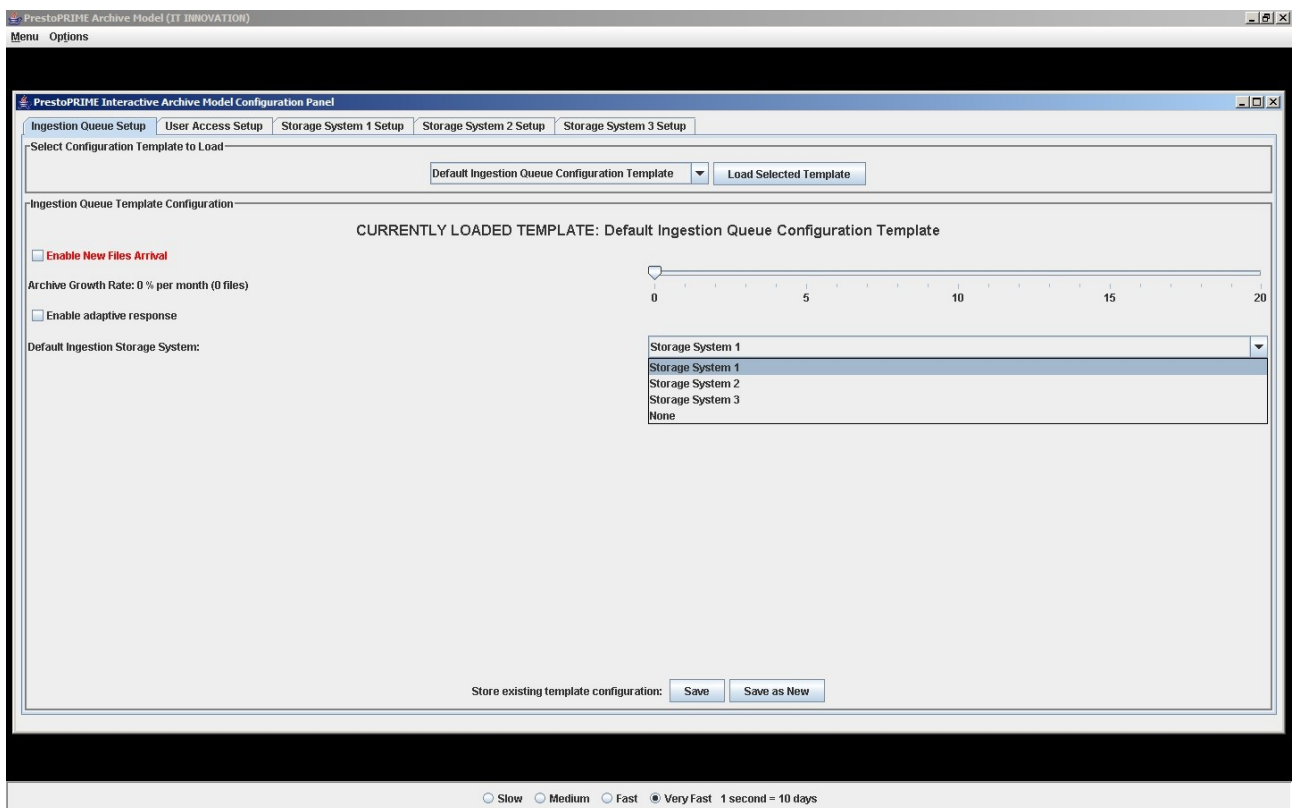 PrestoPRIME Archive Model (IT INNOVATION)
Menu Options
PrestoPRIME Interactive Archive Model Configuration Panel
Ingestion Queue Setup User Access Setup Storage System 1 Setup Storage System 2 Setup Storage System 3 Setup
Select Configuration Template to Load
Default Ingestion Queue Configuration Template Load Selected Template
Ingestion Queue Template Configuration
CURRENTLY LOADED TEMPLATE: Default Ingestion Queue Configuration Template
Enable New Files Arrival
Archive Growth Rate: 0 % per month (0 files)
0 5 10 15 20
Enable adaptive response
Default Ingestion Storage System: Storage System 1
Storage System 1
Storage System 2
Storage System 3
None
Store existing template configuration: Save Save as New
Slow Medium Fast Very Fast 1 second = 10 days